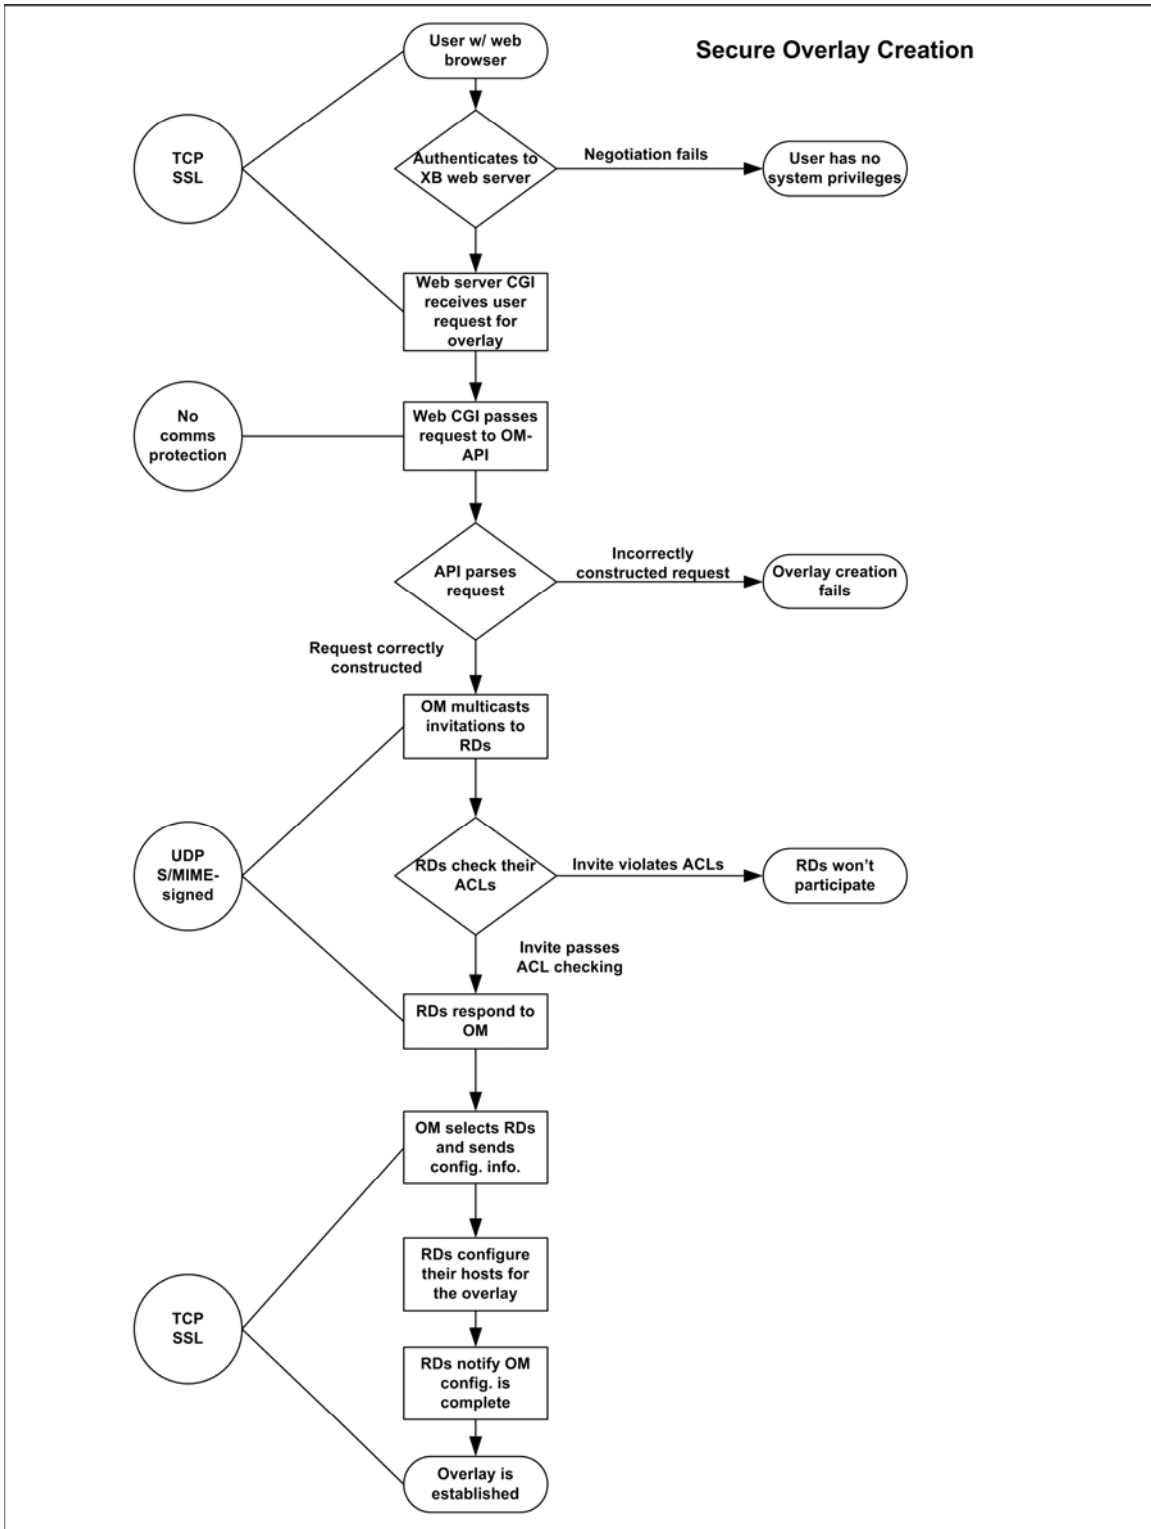 Secure Overlay Creation
User w/ web
browser
TCP
SSL
Authenticates to
XB web server
Negotiation fails
User has no
system privileges
Web server CGI
receives user
request for
overlay
No
comms
protection
Web CGI passes
request to OM-
API
API parses
request
Incorrectly
constructed request
Overlay creation
fails
Request correctly
constructed
OM multicasts
invitations to
RDs
UDP
S/MIME-
signed
RDs check their
ACLs
Invite violates ACLs
RDs won't
participate
Invite passes
ACL checking
RDs respond to
OM
OM selects RDs
and sends
config. info.
RDs configure
their hosts for
the overlay
TCP
SSL
RDs notify OM
config. is
complete
Overlay is
established